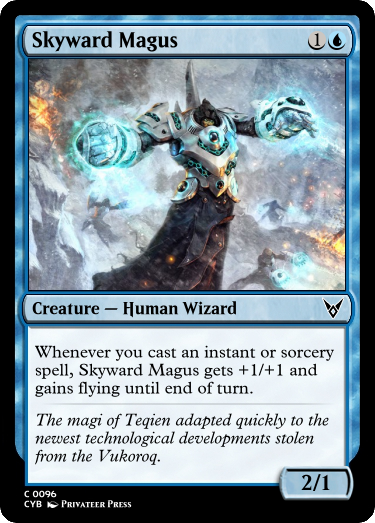 Skyward Magus 1
Creature — Human Wizard
Whenever you cast an instant or sorcery
spell, Skyward Magus gets +1/+1 and
gains flying until end of turn.
The magi of Teqien adapted quickly to the
newest technological developments stolen
from the Vukoroq.
2/1
C 0096
CYB Privateer Press